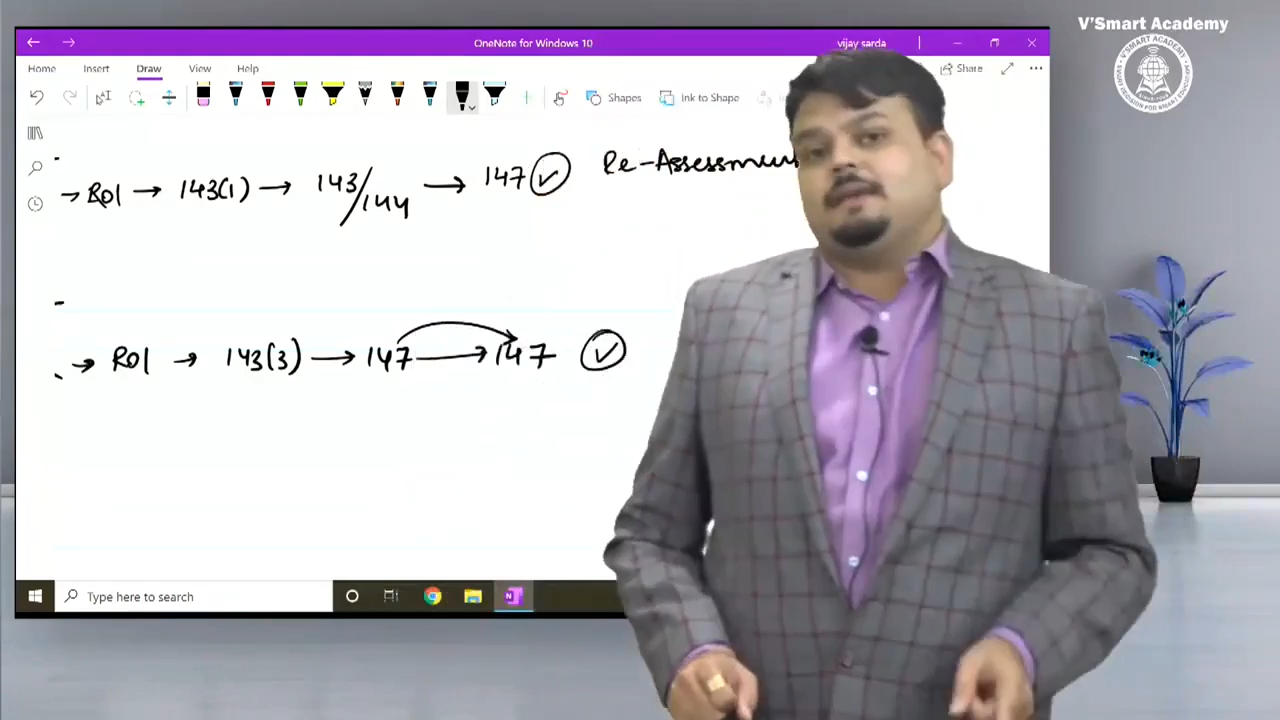 V'Smart Academy
OneNote for Windows 10
vijay sarda
Home Insert Draw View Help
Share
Shapes Ink to Shape
→ ROI → 143(1) → 143/144 → 147 ✓ Re-Assessment
→ ROI → 143(3) → 147 → 147 ✓
Type here to search